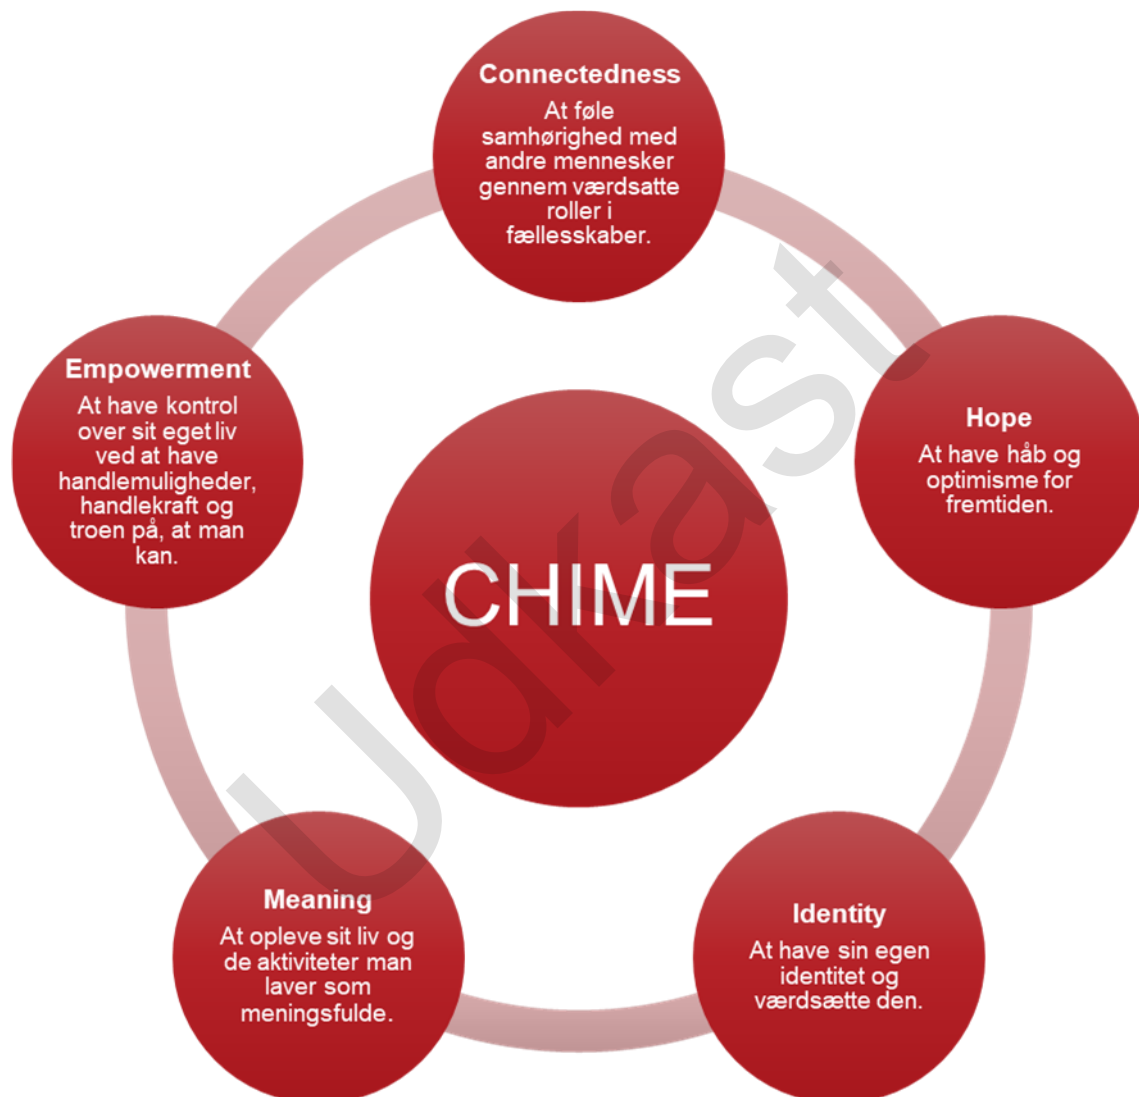 Connectedness
At føle
samhørighed med
andre mennesker
gennem værdsatte
roller i
fællesskaber.
Hope
At have håb og
optimisme for
fremtiden.
Identity
At have sin egen
identitet og
værdsætte den.
Meaning
At opleve sit liv og
de aktiviteter man
laver som
meningsfulde.
Empowerment
At have kontrol
over sit eget liv
ved at have
handlemuligheder,
handlekraft og
troen på, at man
kan.
CHIME
Udkast